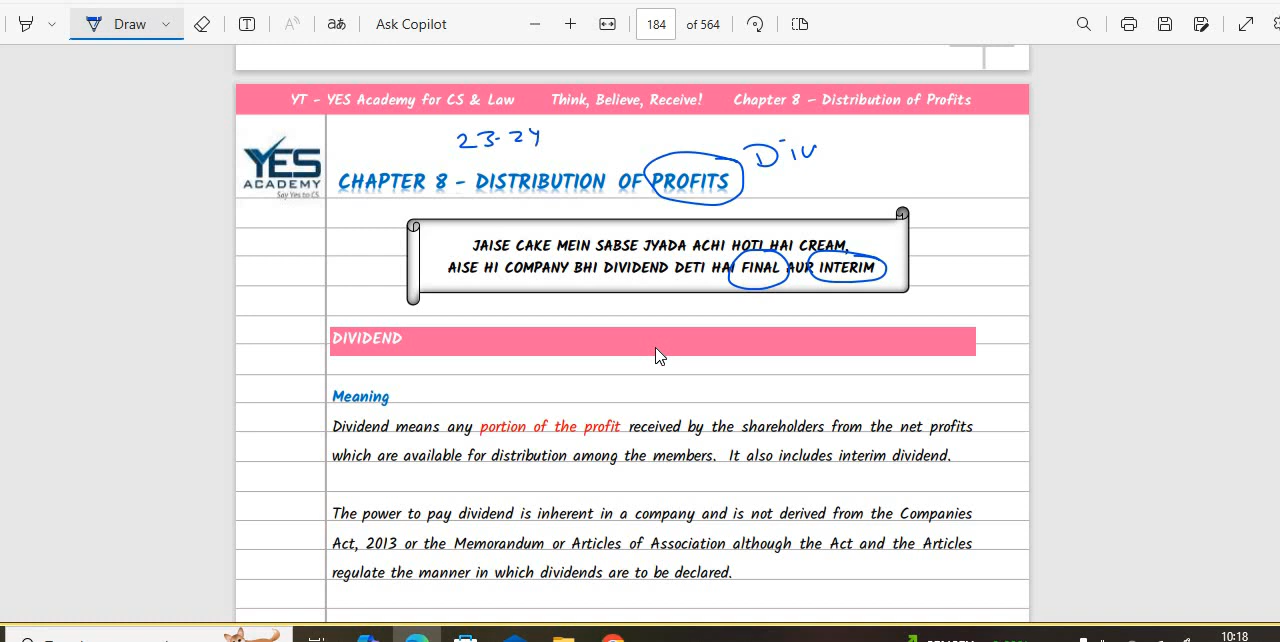 Draw
aあ
Ask Copilot
184 of 564
YT - YES Academy for CS & Law Think, Believe, Receive! Chapter 8 – Distribution of Profits
23-24
Div
YES
ACADEMY
Say Yes to CS
CHAPTER 8 - DISTRIBUTION OF PROFITS
JAISE CAKE MEIN SABSE JYADA ACHI HOTI HAI CREAM,
AISE HI COMPANY BHI DIVIDEND DETI HAI FINAL AUR INTERIM
DIVIDEND
Meaning
Dividend means any portion of the profit received by the shareholders from the net profits
which are available for distribution among the members. It also includes interim dividend.
The power to pay dividend is inherent in a company and is not derived from the Companies
Act, 2013 or the Memorandum or Articles of Association although the Act and the Articles
regulate the manner in which dividends are to be declared.
10:18